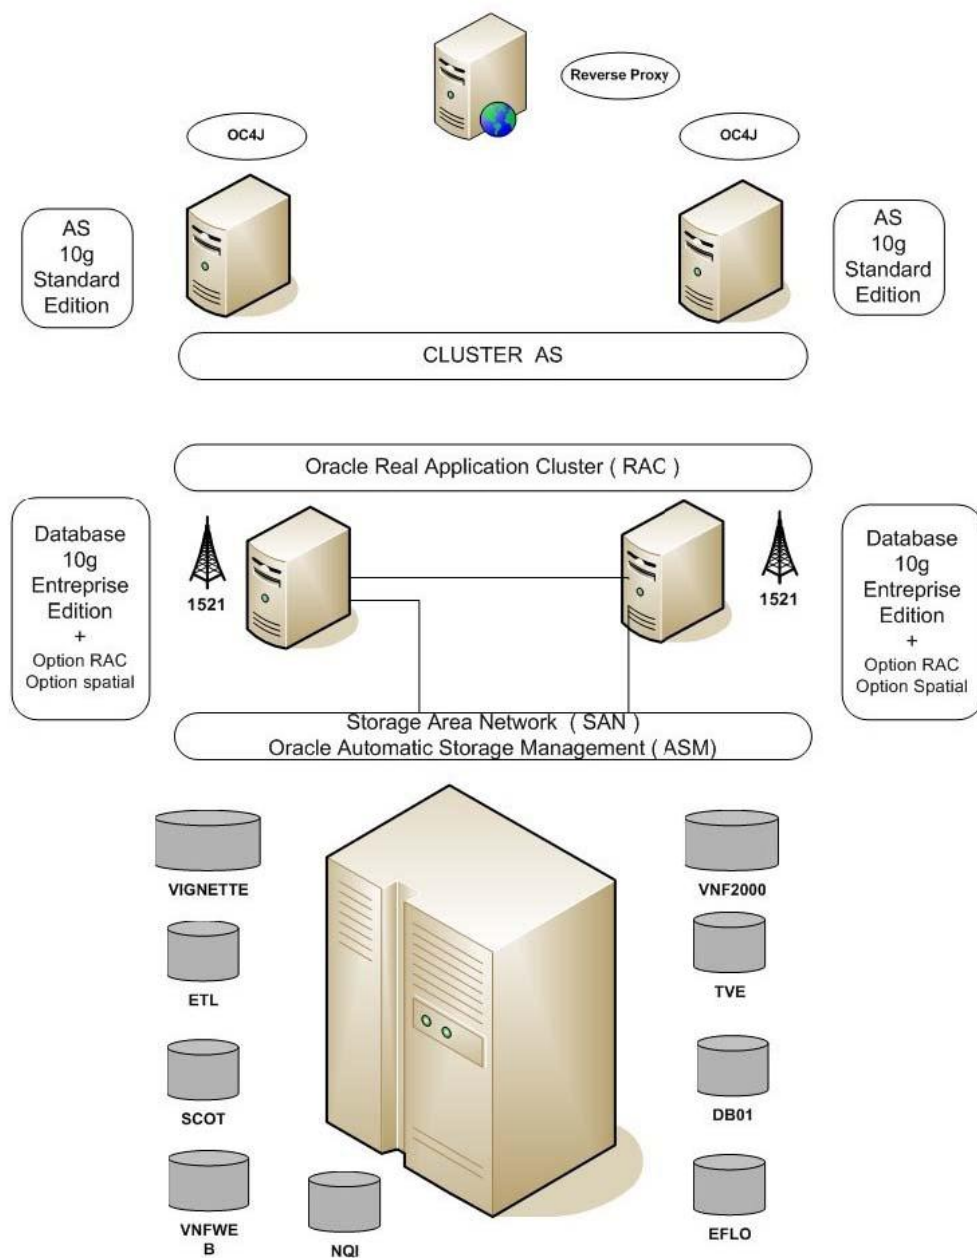 Reverse Proxy
OC4J
OC4J
AS
10g
Standard
Edition
AS
10g
Standard
Edition
CLUSTER AS
Oracle Real Application Cluster ( RAC )
Database
10g
Entreprise
Edition
+
Option RAC
Option spatial
1521
1521
Database
10g
Entreprise
Edition
+
Option RAC
Option Spatial
Storage Area Network ( SAN )
Oracle Automatic Storage Management ( ASM)
VIGNETTE
VNF2000
ETL
TVE
SCOT
DB01
VNFWE
B
NQI
EFLO